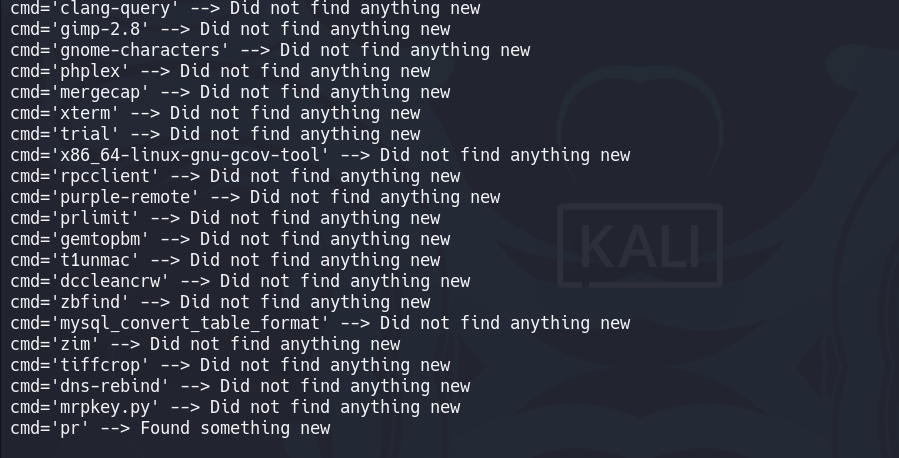 cmd='clang-query' --> Did not find anything new
cmd='gimp-2.8' --> Did not find anything new
cmd='gnome-characters' --> Did not find anything new
cmd='phplex' --> Did not find anything new
cmd='mergecap' --> Did not find anything new
cmd='xterm' --> Did not find anything new
cmd='trial' --> Did not find anything new
cmd='x86_64-linux-gnu-gcov-tool' --> Did not find anything new
cmd='rpcclient' --> Did not find anything new
cmd='purple-remote' --> Did not find anything new
cmd='prlimit' --> Did not find anything new
cmd='gemtopbm' --> Did not find anything new
cmd='t1unmac' --> Did not find anything new
cmd='dccleancrw' --> Did not find anything new
cmd='zbfind' --> Did not find anything new
cmd='mysql_convert_table_format' --> Did not find anything new
cmd='zim' --> Did not find anything new
cmd='tiffcrop' --> Did not find anything new
cmd='dns-rebind' --> Did not find anything new
cmd='mrpkey.py' --> Did not find anything new
cmd='pr' --> Found something new
KALI